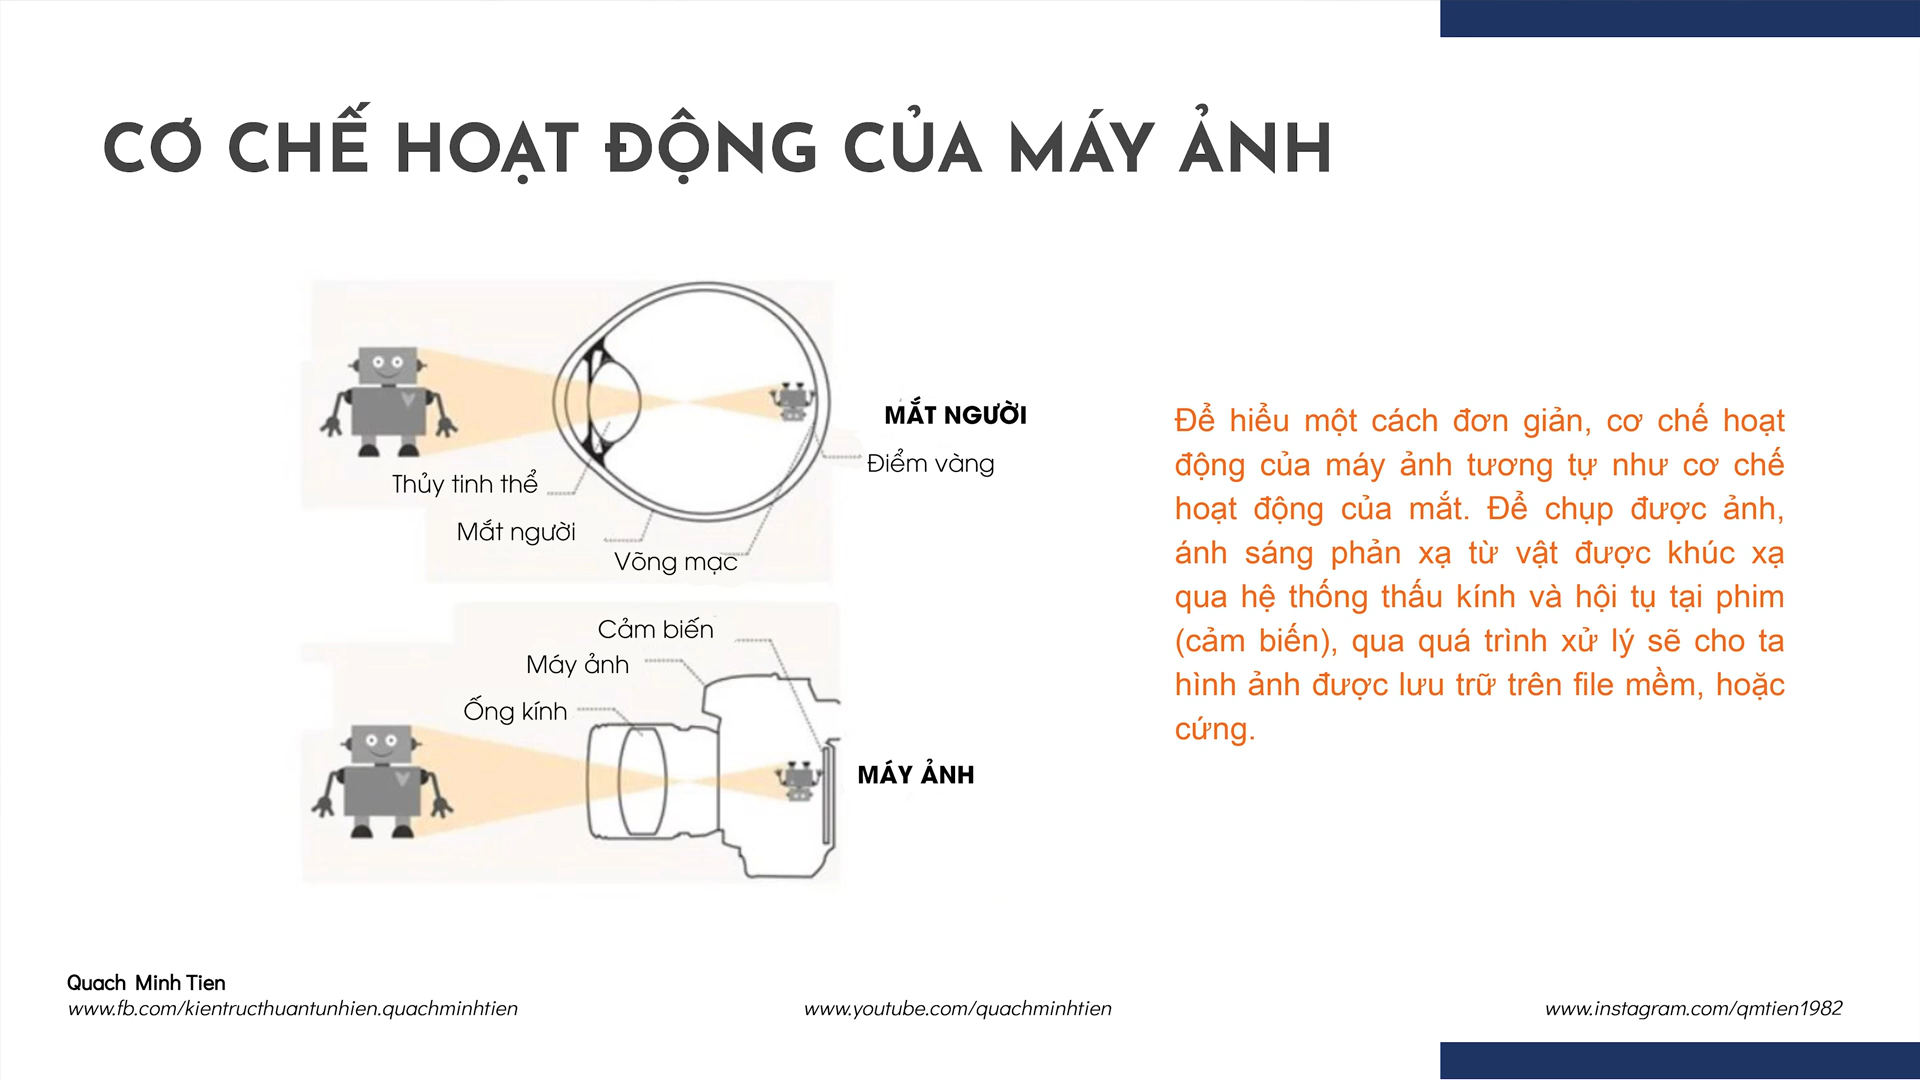 CƠ CHẾ HOẠT ĐỘNG CỦA MÁY ẢNH
MẮT NGƯỜI
Điểm vàng
Thủy tinh thể
Mắt người
Võng mạc
Cảm biến
Máy ảnh
Ống kính
MÁY ẢNH
Để hiểu một cách đơn giản, cơ chế hoạt
động của máy ảnh tương tự như cơ chế
hoạt động của mắt. Để chụp được ảnh,
ánh sáng phản xạ từ vật được khúc xạ
qua hệ thống thấu kính và hội tụ tại phim
(cảm biến), qua quá trình xử lý sẽ cho ta
hình ảnh được lưu trữ trên file mềm, hoặc
cứng.
Quach Minh Tien
www.fb.com/kientructhuantunhien.quachminhtien
www.youtube.com/quachminhtien
www.instagram.com/qmtien1982